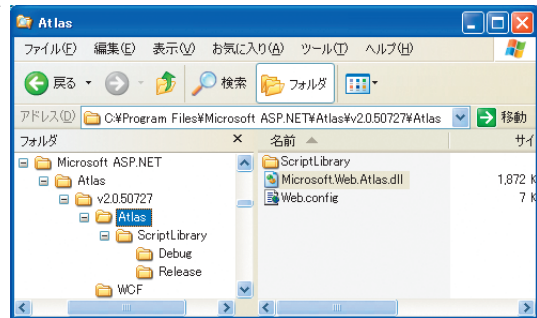 Atlas
ファイル(F) 編集(E) 表示(V) お気に入り(A) ツール(T) ヘルプ(H)
戻る 検索 フォルダ
アドレス(D) C:¥Program Files¥Microsoft ASP.NET¥Atlas¥v2.0.50727¥Atlas 移動
フォルダ × 名前 サイ
Microsoft ASP.NET
Atlas
v2.0.50727
Atlas
ScriptLibrary
Debug
Release
WCF
ScriptLibrary
Microsoft.Web.Atlas.dll 1,872 K
Web.config 7 K